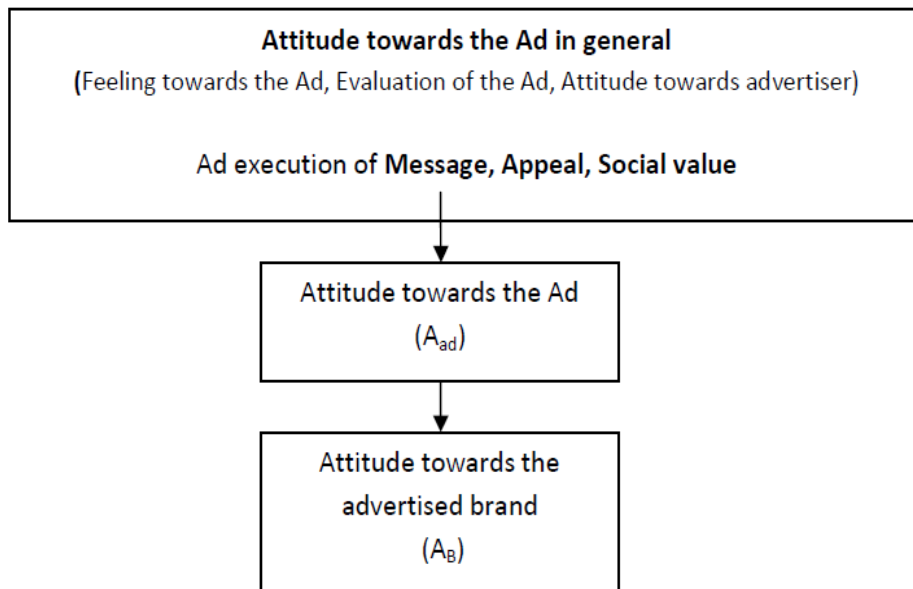 Attitude towards the Ad in general
(Feeling towards the Ad, Evaluation of the Ad, Attitude towards advertiser)
Ad execution of Message, Appeal, Social value
Attitude towards the Ad
(Aad)
Attitude towards the
advertised brand
(AB)